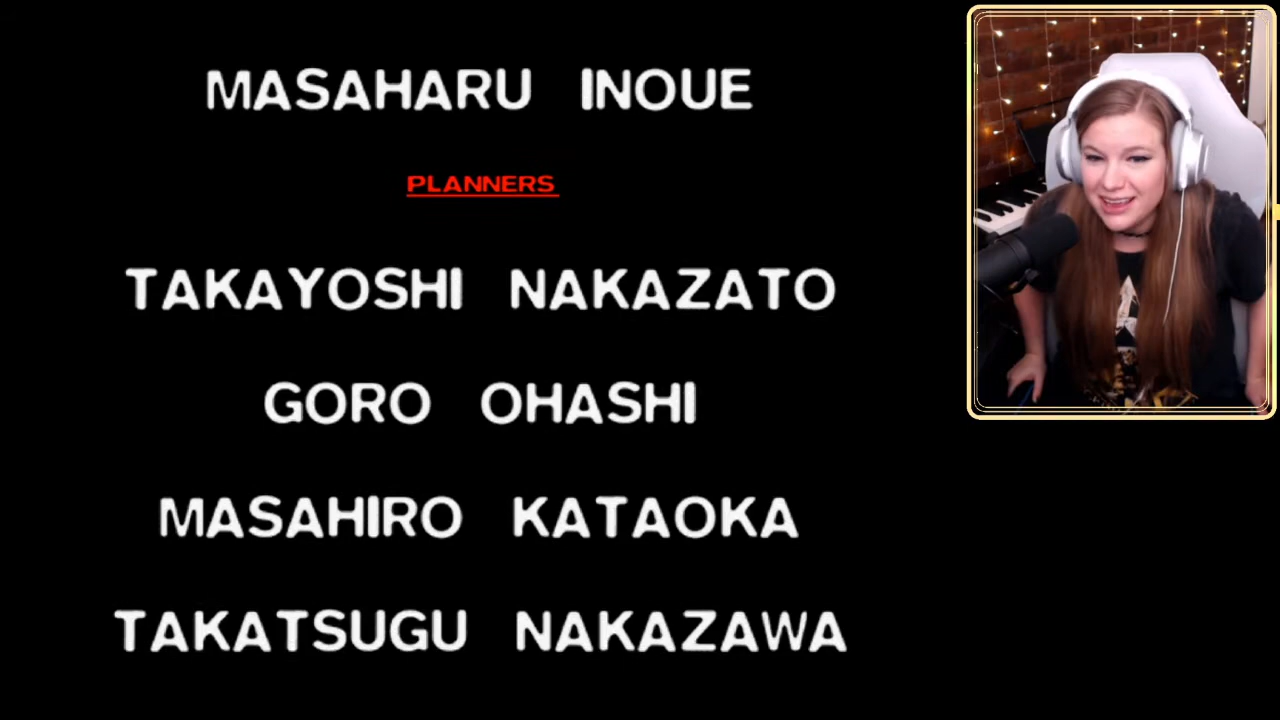 MASAHARU INOUE
PLANNERS
TAKAYOSHI NAKAZATO
GORO OHASHI
MASAHIRO KATAOKA
TAKATSUGU NAKAZAWA